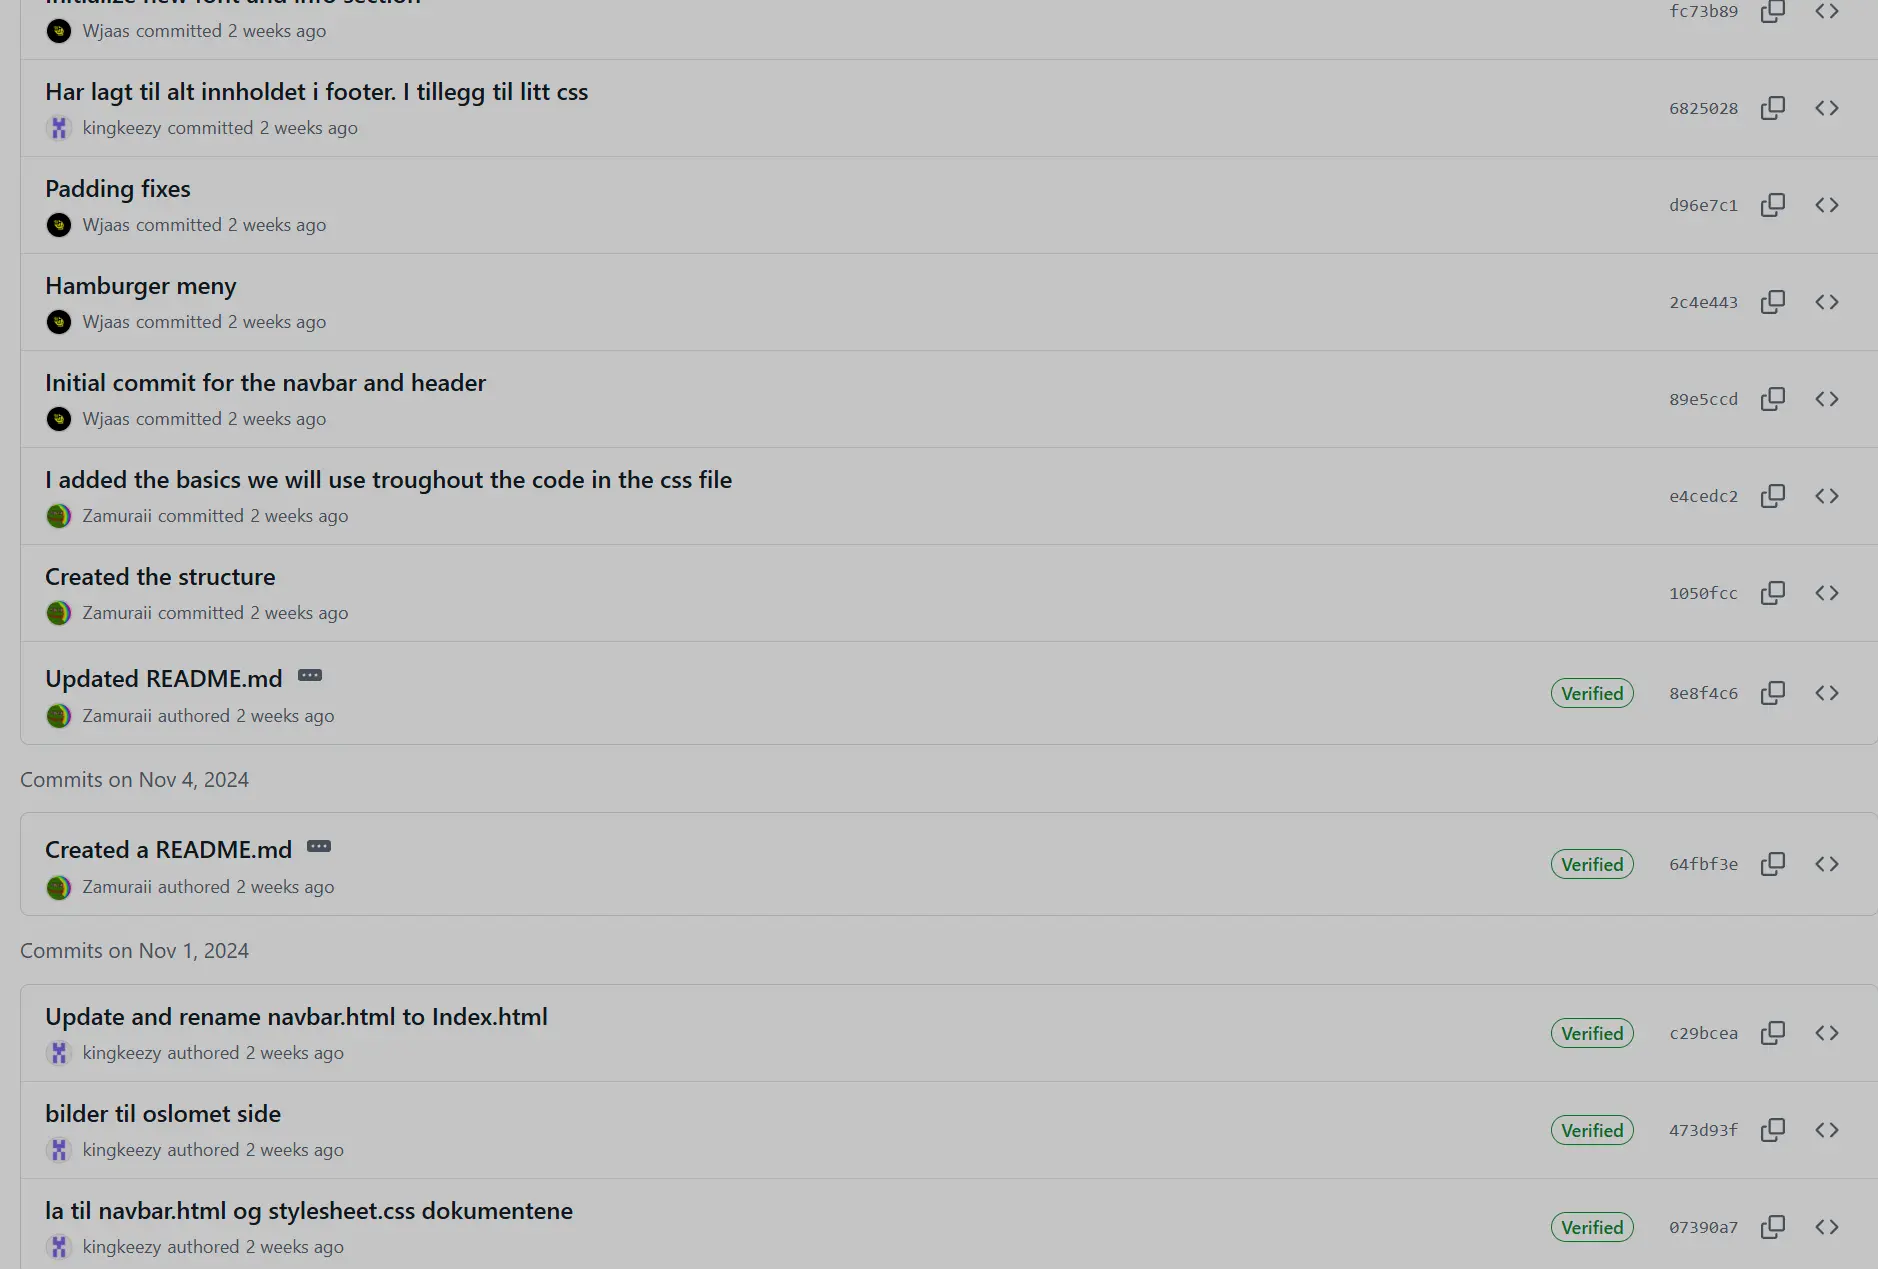 Initialize new font and info section
Wjaas committed 2 weeks ago
fc73b89
Har lagt til alt innholdet i footer. I tillegg til litt css
kingkeezy committed 2 weeks ago
6825028
Padding fixes
Wjaas committed 2 weeks ago
d96e7c1
Hamburger meny
Wjaas committed 2 weeks ago
2c4e443
Initial commit for the navbar and header
Wjaas committed 2 weeks ago
89e5ccd
I added the basics we will use troughout the code in the css file
Zamuraii committed 2 weeks ago
e4cedc2
Created the structure
Zamuraii committed 2 weeks ago
1050fcc
Updated README.md
Zamuraii authored 2 weeks ago
Verified 8e8f4c6
Commits on Nov 4, 2024
Created a README.md
Zamuraii authored 2 weeks ago
Verified 64fbf3e
Commits on Nov 1, 2024
Update and rename navbar.html to Index.html
kingkeezy authored 2 weeks ago
Verified c29bcea
bilder til oslomet side
kingkeezy authored 2 weeks ago
Verified 473d93f
la til navbar.html og stylesheet.css dokumentene
kingkeezy authored 2 weeks ago
Verified 07390a7